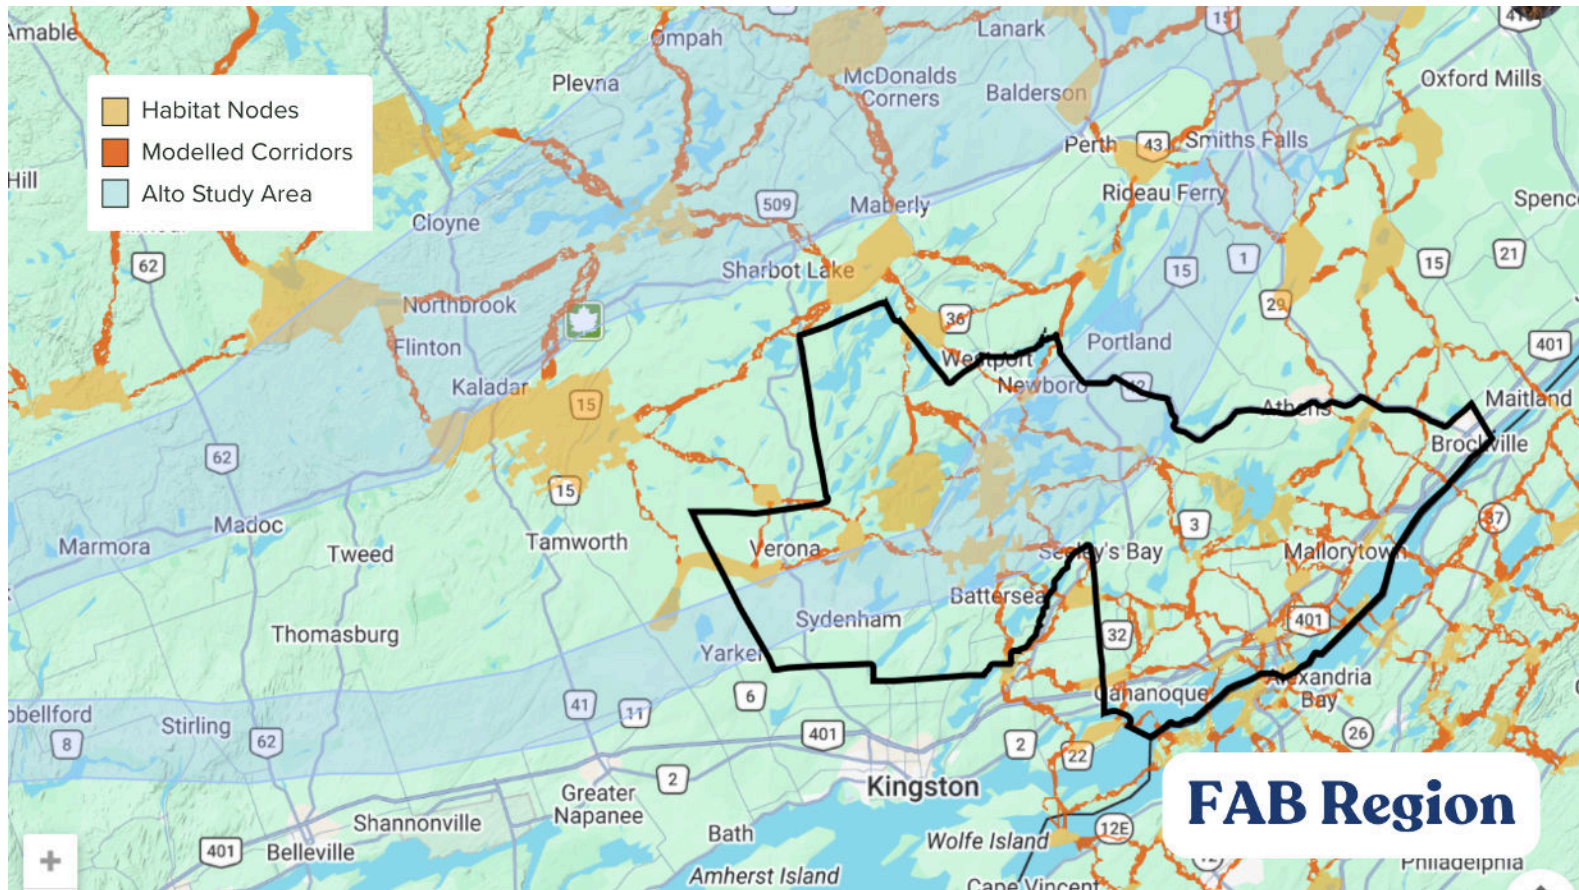 Amable
Ompah
Lanark
15
Plevna
McDonalds
Corners
Balderson
Oxford Mills
Habitat Nodes
Modelled Corridors
Alto Study Area
Perth
43
Smiths Falls
Hill
Rideau Ferry
509
Maberly
Cloyne
62
Sharbot Lake
15
1
15
21
Northbrook
36
29
Flinton
Westport
Portland
401
Kaladar
Newboro
15
Athens
Maitland
Brockville
62
15
Madoc
Marmora
Tweed
Tamworth
Verona
3
37
Seeley's Bay
Mallorytown
Battersea
Sydenham
Thomasburg
32
401
Yarker
Gananoque
Alexandria
Bay
6
41
11
Stirling
8
62
401
2
22
26
2
Kingston
Greater
Napanee
FAB Region
Shannonville
Bath
Wolfe Island
12E
401
Belleville
Amherst Island
Philadelphia
Cape Vincent
+